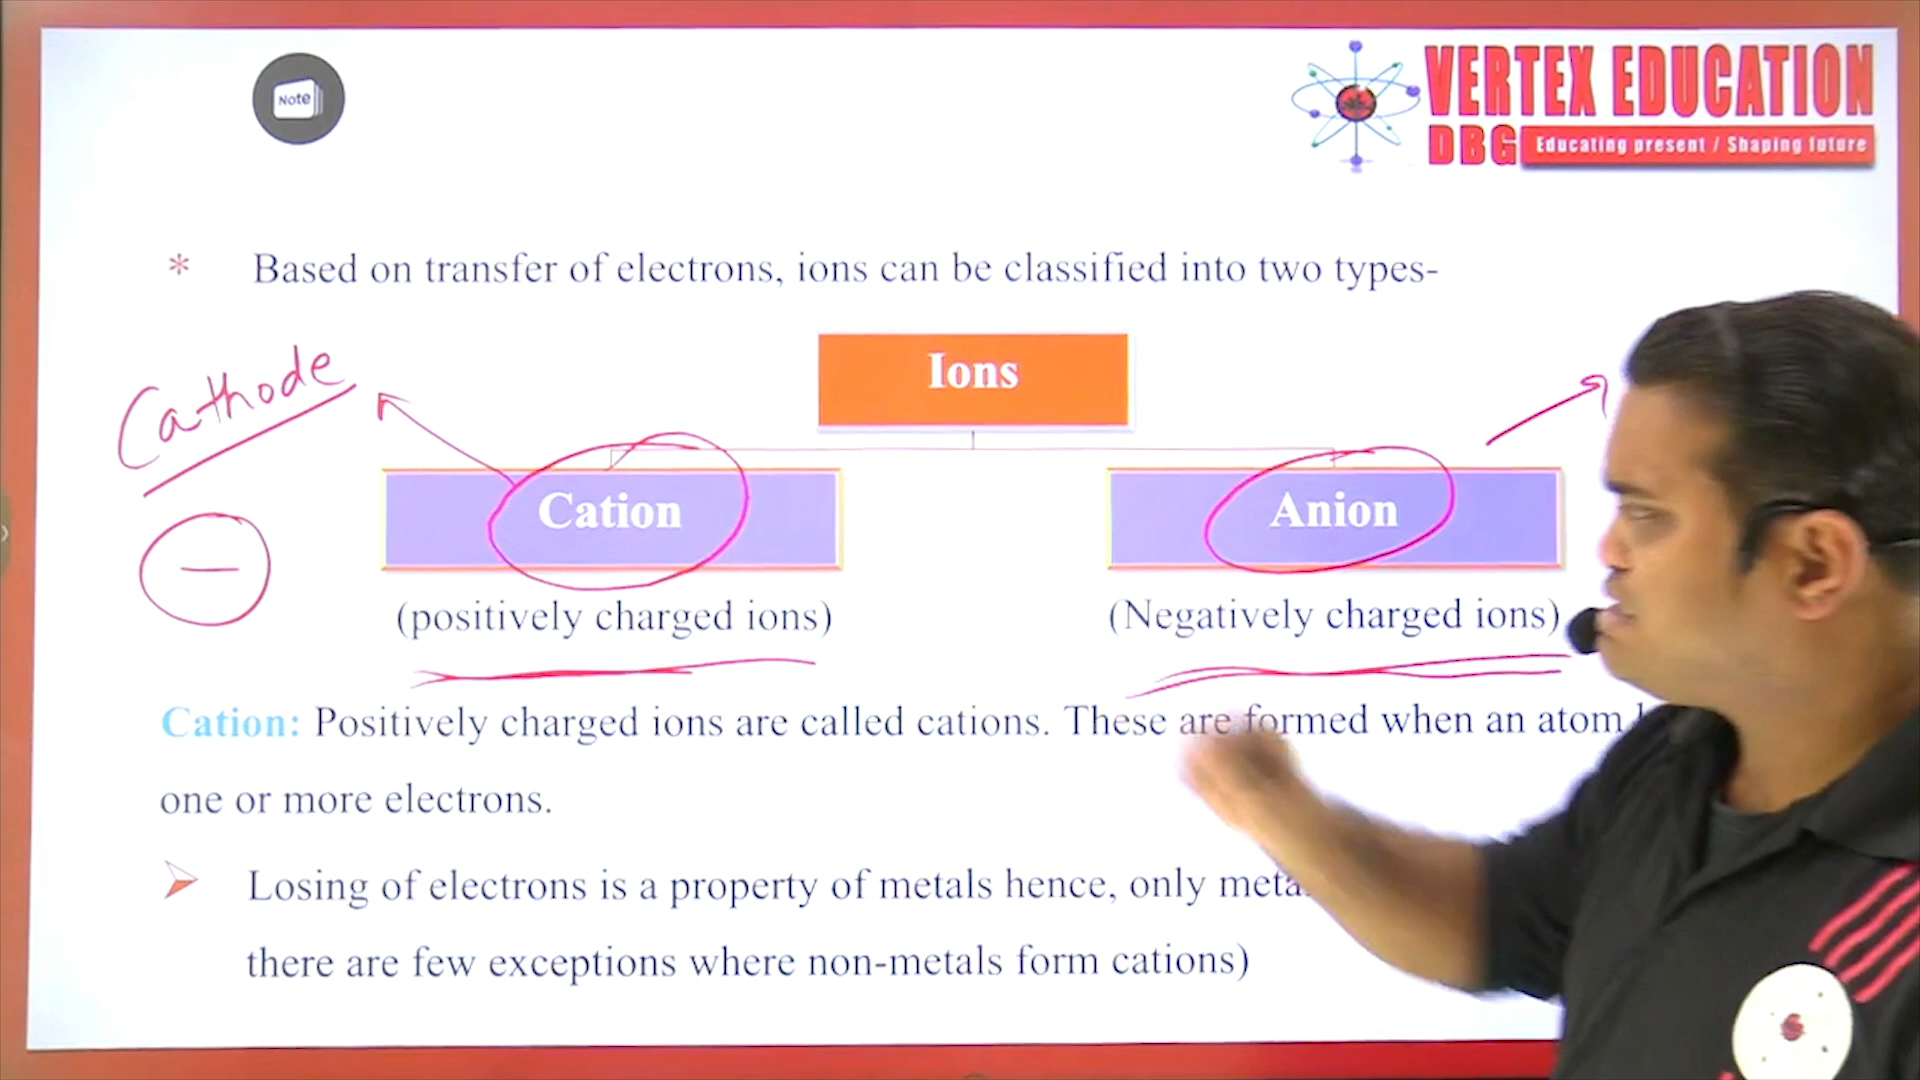 Note
VERTEX EDUCATION
DBG Educating present / Shaping future
* Based on transfer of electrons, ions can be classified into two types-
Ions
Cathode
Cation
Anion
−
(positively charged ions)
(Negatively charged ions)
Cation: Positively charged ions are called cations. These are formed when an atom
one or more electrons.
Losing of electrons is a property of metals hence, only
there are few exceptions where non-metals form cations)